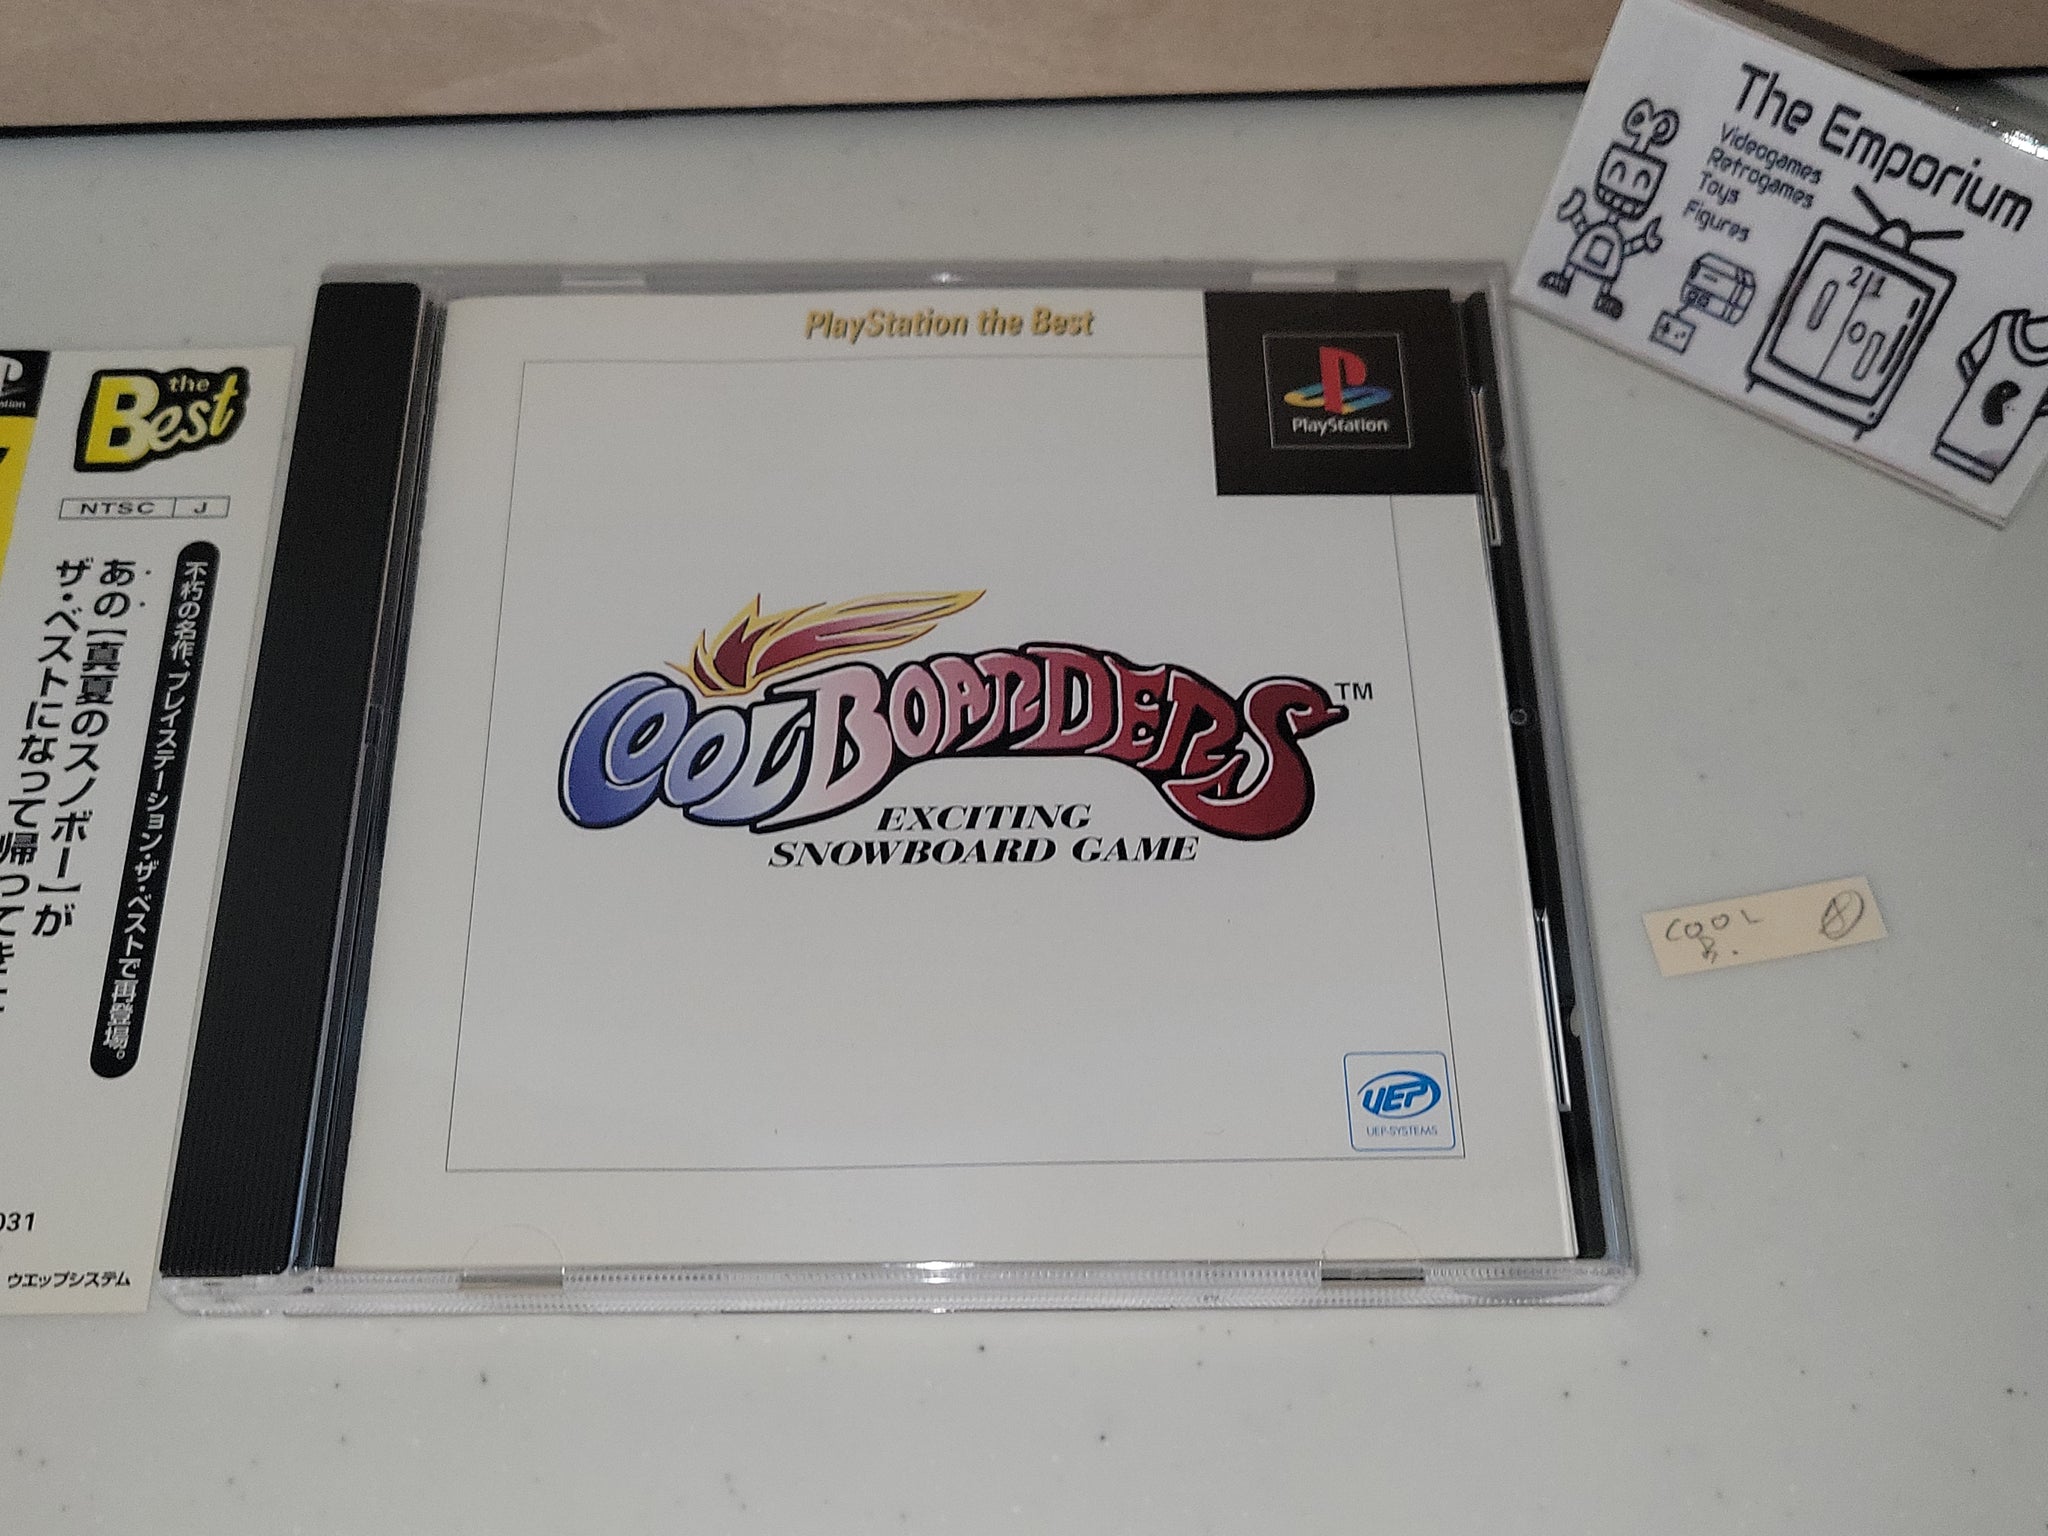 The Emporium
Videogames
Retrogames
Toys
Figures
2 1
PlayStation the Best
PlayStation
COOL BOARDERS™
EXCITING
SNOWBOARD GAME
UEP
UEP-SYSTEMS
the
Best
NTSC J
不朽の名作、プレイステーション・ザ・ベストで再登場。
あの【真夏のスノボー】が
ザ・ベストになって帰ってきた
031
ウエップシステム
COOL
B.